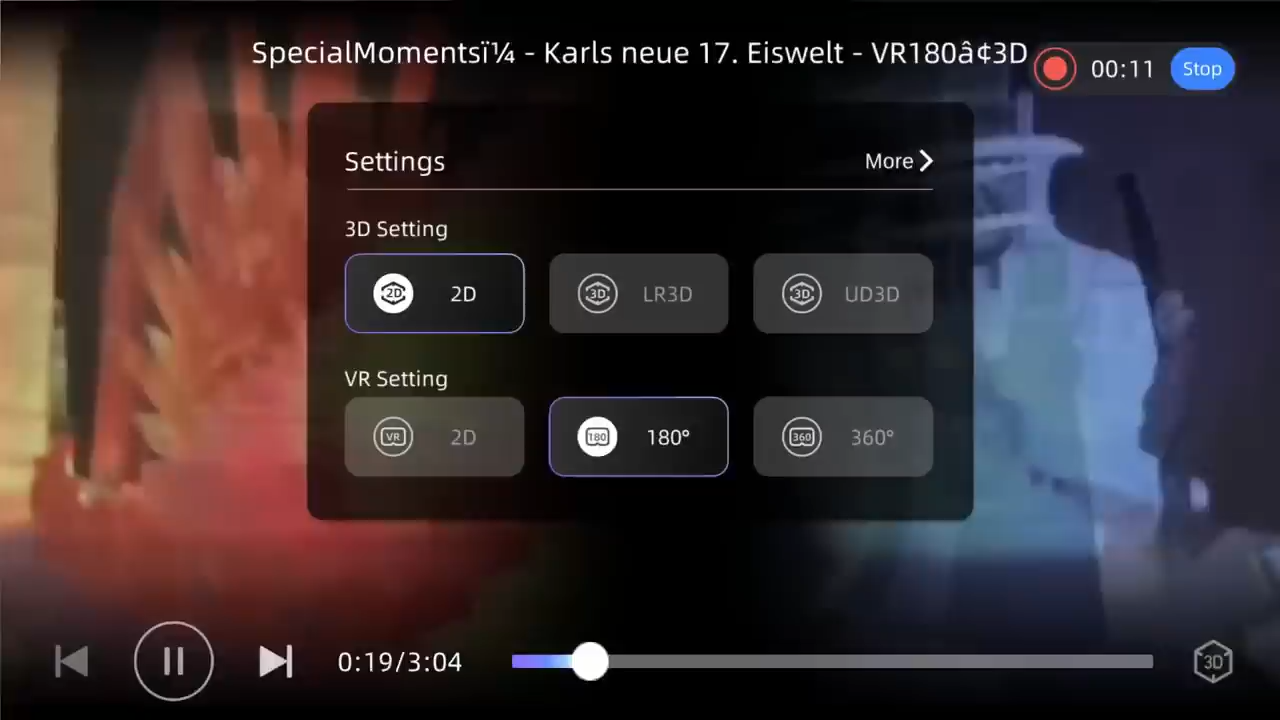 SpecialMomentsï¼ - Karls neue 17. Eiswelt - VR180â¢3D
00:11 Stop
Settings More
3D Setting
2D 2D 3D LR3D 3D UD3D
VR Setting
VR 2D 180 180° 360 360°
0:19/3:04 3D